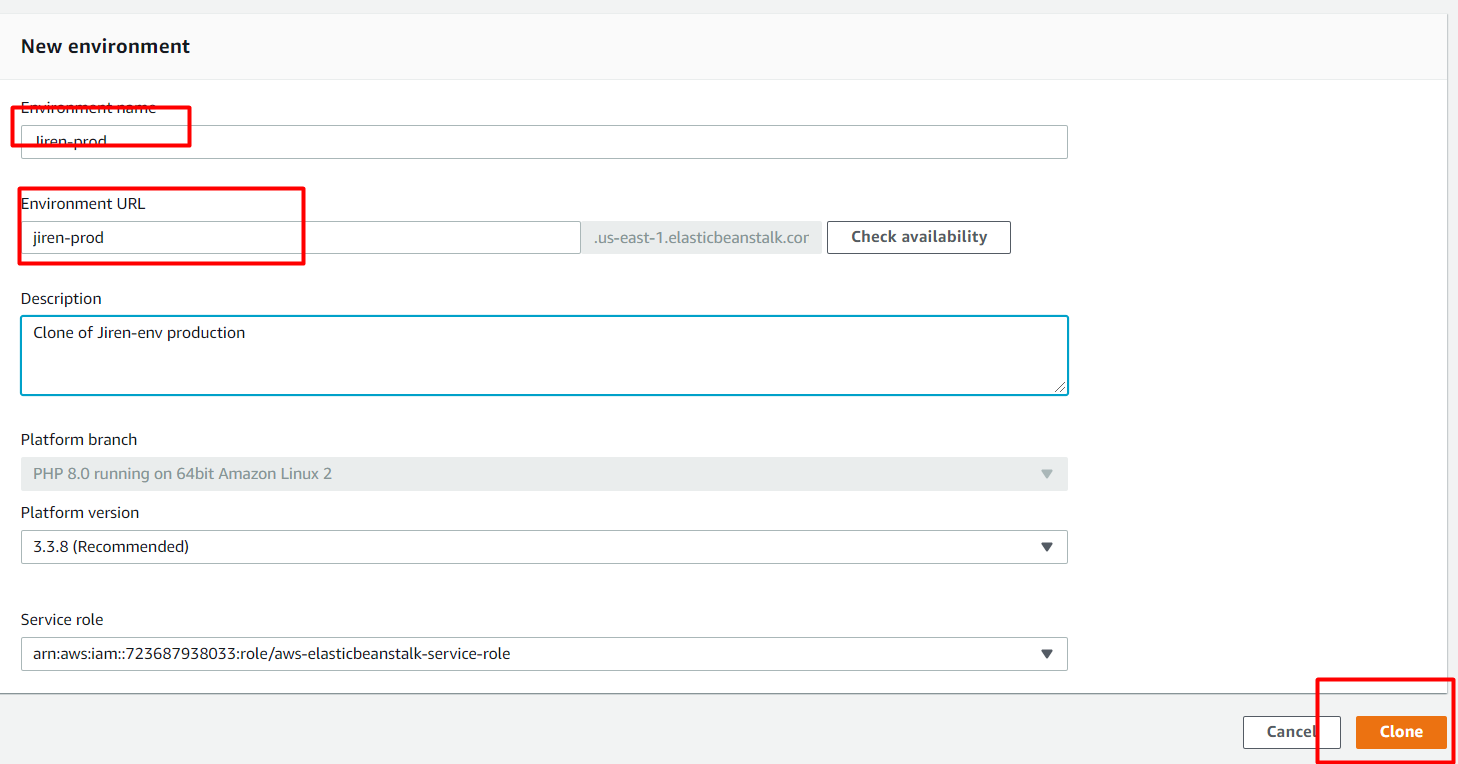 New environment
Environment name
Jiren-prod
Environment URL
jiren-prod .us-east-1.elasticbeanstalk.cor Check availability
Description
Clone of Jiren-env production
Platform branch
PHP 8.0 running on 64bit Amazon Linux 2
Platform version
3.3.8 (Recommended)
Service role
arn:aws:iam::723687938033:role/aws-elasticbeanstalk-service-role
Cancel Clone